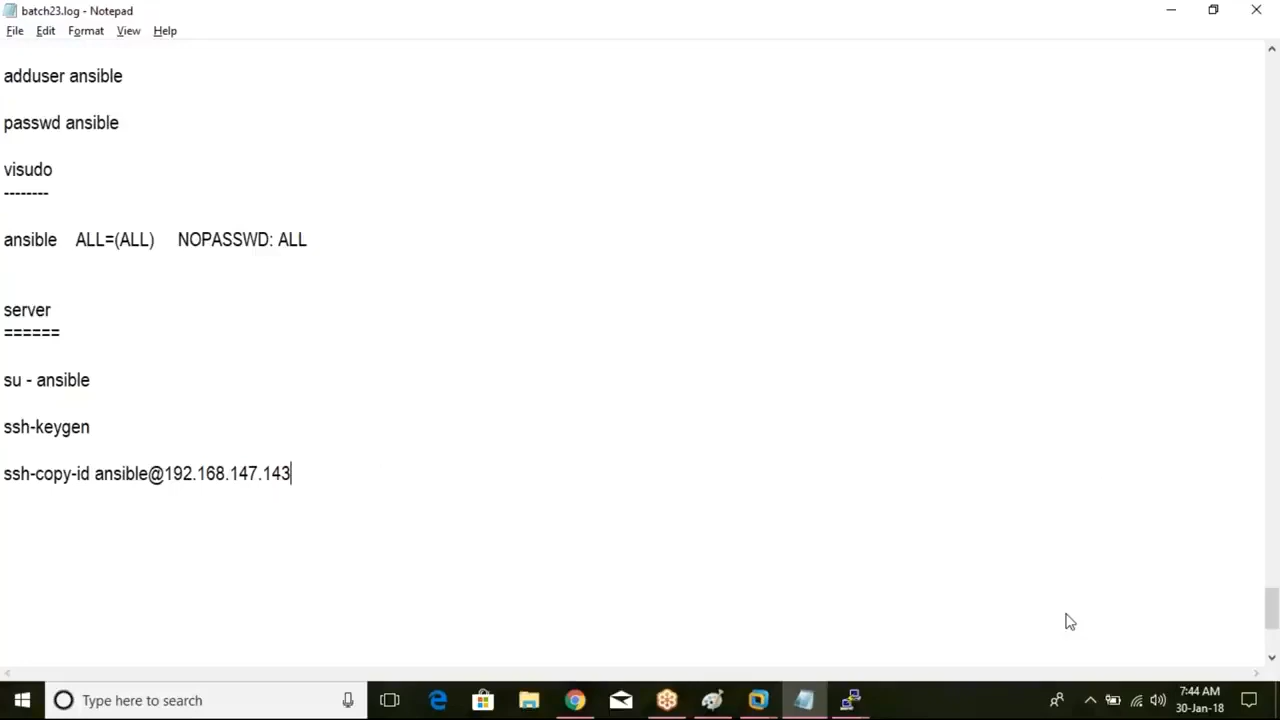 batch23.log - Notepad
File Edit Format View Help
adduser ansible
passwd ansible
visudo
--------
ansible    ALL=(ALL)    NOPASSWD: ALL
server
======
su - ansible
ssh-keygen
ssh-copy-id ansible@192.168.147.143
Type here to search
7:44 AM
30-Jan-18